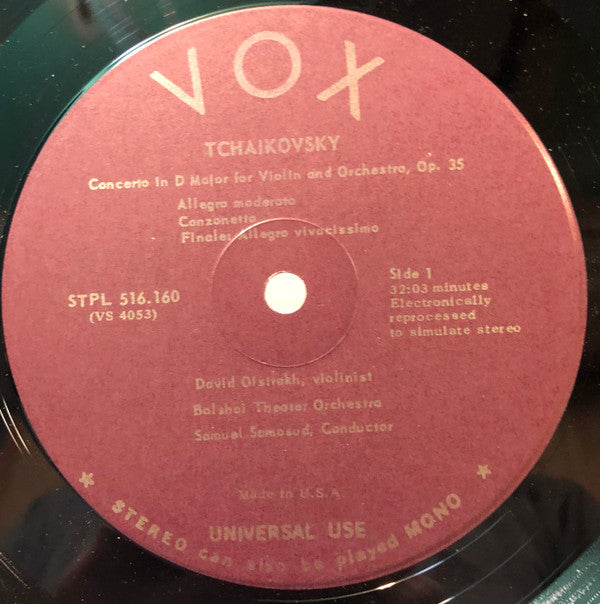 VOX
TCHAIKOVSKY
Concerto in D Major for Violin and Orchestra, Op. 35
Allegro moderato
Canzonetta
Finale: Allegro vivacissimo
STPL 516.160
(VS 4053)
Side 1
32:03 minutes
Electronically
reprocessed
to simulate stereo
David Oistrakh, violinist
Bolshoi Theater Orchestra
Samuel Samosud, Conductor
Made in U.S.A.
UNIVERSAL USE
★ STEREO can also be played MONO ★